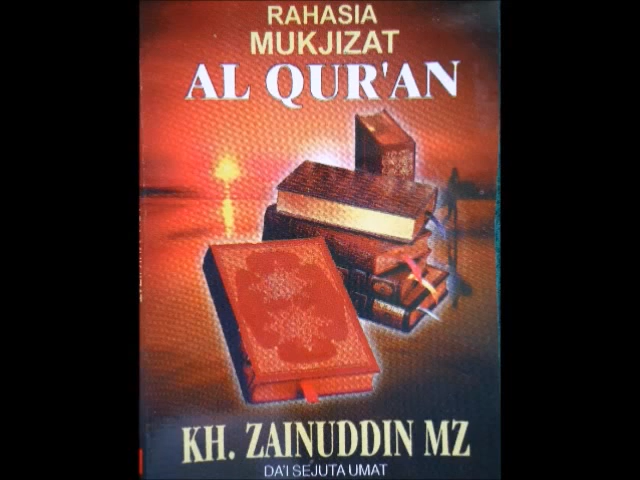 RAHASIA
MUKJIZAT
AL QUR'AN
KH. ZAINUDDIN MZ
DA'I SEJUTA UMAT